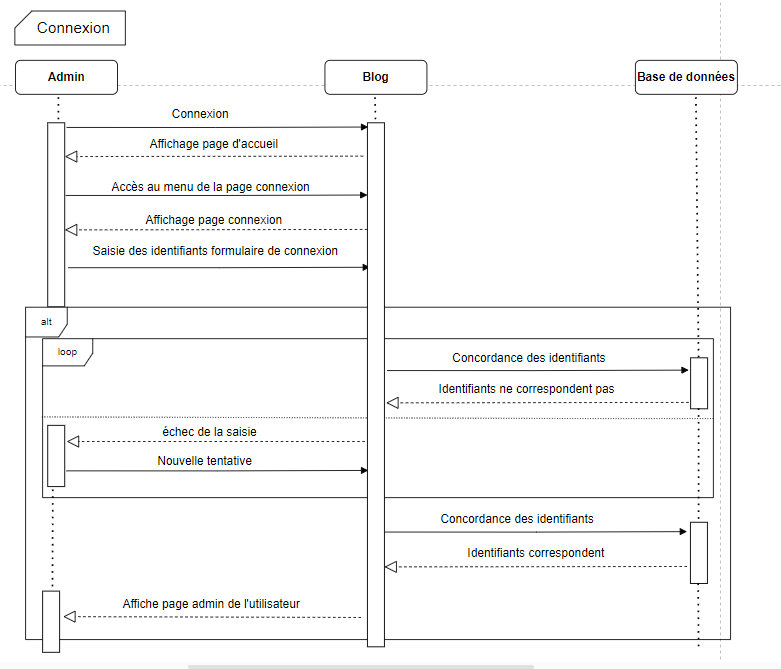 Connexion
Admin
Blog
Base de données
Connexion
Affichage page d'accueil
Accès au menu de la page connexion
Affichage page connexion
Saisie des identifiants formulaire de connexion
alt
loop
Concordance des identifiants
Identifiants ne correspondent pas
échec de la saisie
Nouvelle tentative
Concordance des identifiants
Identifiants correspondent
Affiche page admin de l'utilisateur